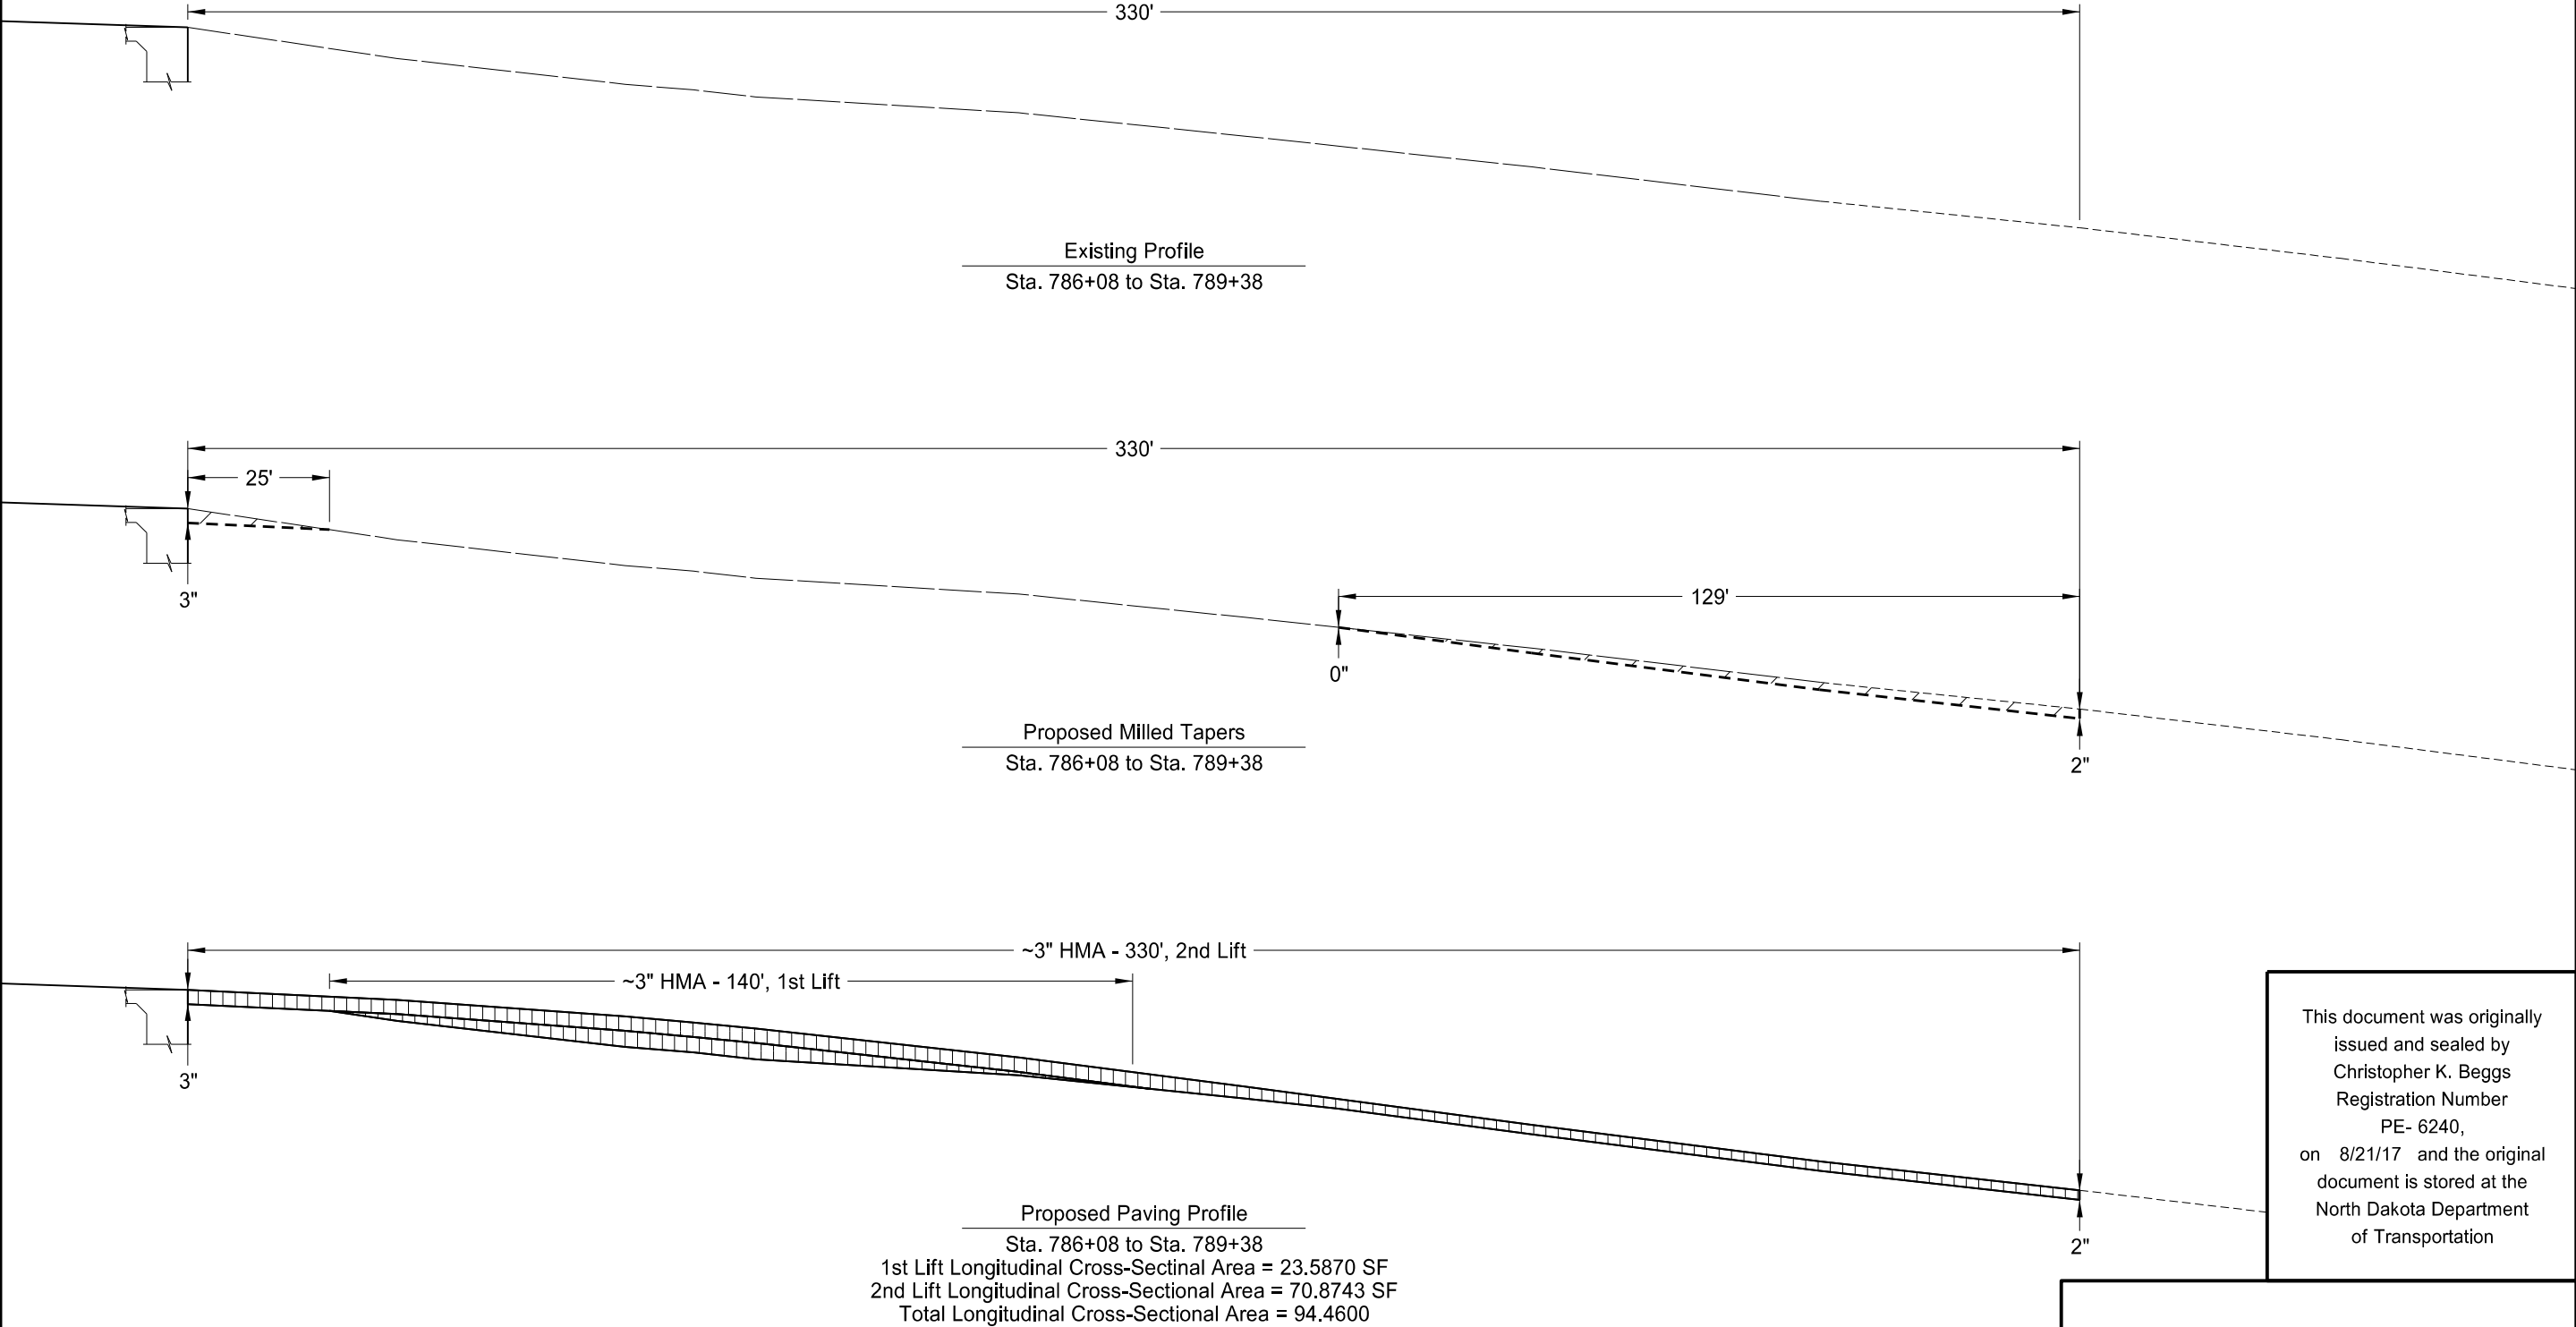 330'
Existing Profile
Sta. 786+08 to Sta. 789+38
330'
25'
3"
129'
0"
2"
Proposed Milled Tapers
Sta. 786+08 to Sta. 789+38
~3" HMA - 330', 2nd Lift
~3" HMA - 140', 1st Lift
3"
2"
Proposed Paving Profile
Sta. 786+08 to Sta. 789+38
1st Lift Longitudinal Cross-Sectinal Area = 23.5870 SF
2nd Lift Longitudinal Cross-Sectional Area = 70.8743 SF
Total Longitudinal Cross-Sectional Area = 94.4600
This document was originally
issued and sealed by
Christopher K. Beggs
Registration Number
PE- 6240,
on 8/21/17 and the original
document is stored at the
North Dakota Department
of Transportation